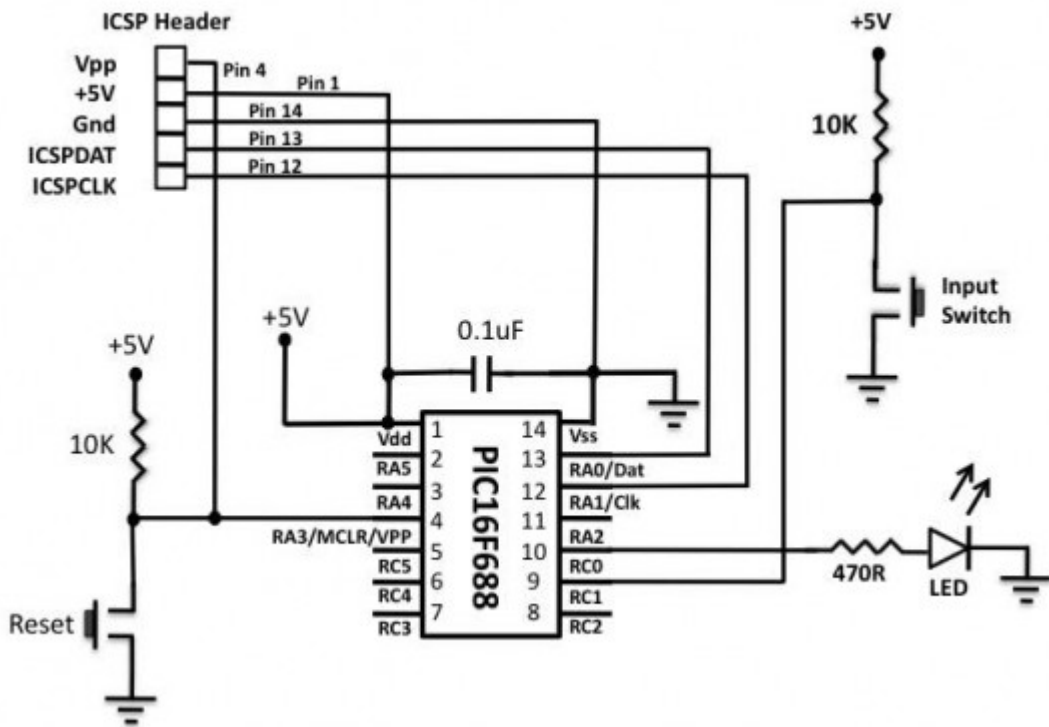 ICSP Header
Vpp
+5V
Gnd
ICSPDAT
ICSPCLK
Pin 4
Pin 1
Pin 14
Pin 13
Pin 12
+5V
10K
Input
Switch
+5V
0.1uF
+5V
10K
Reset
PIC16F688
1
2
3
4
5
6
7
14
13
12
11
10
9
8
Vdd
RA5
RA4
RA3/MCLR/VPP
RC5
RC4
RC3
Vss
RA0/Dat
RA1/Clk
RA2
RC0
RC1
RC2
470R
LED